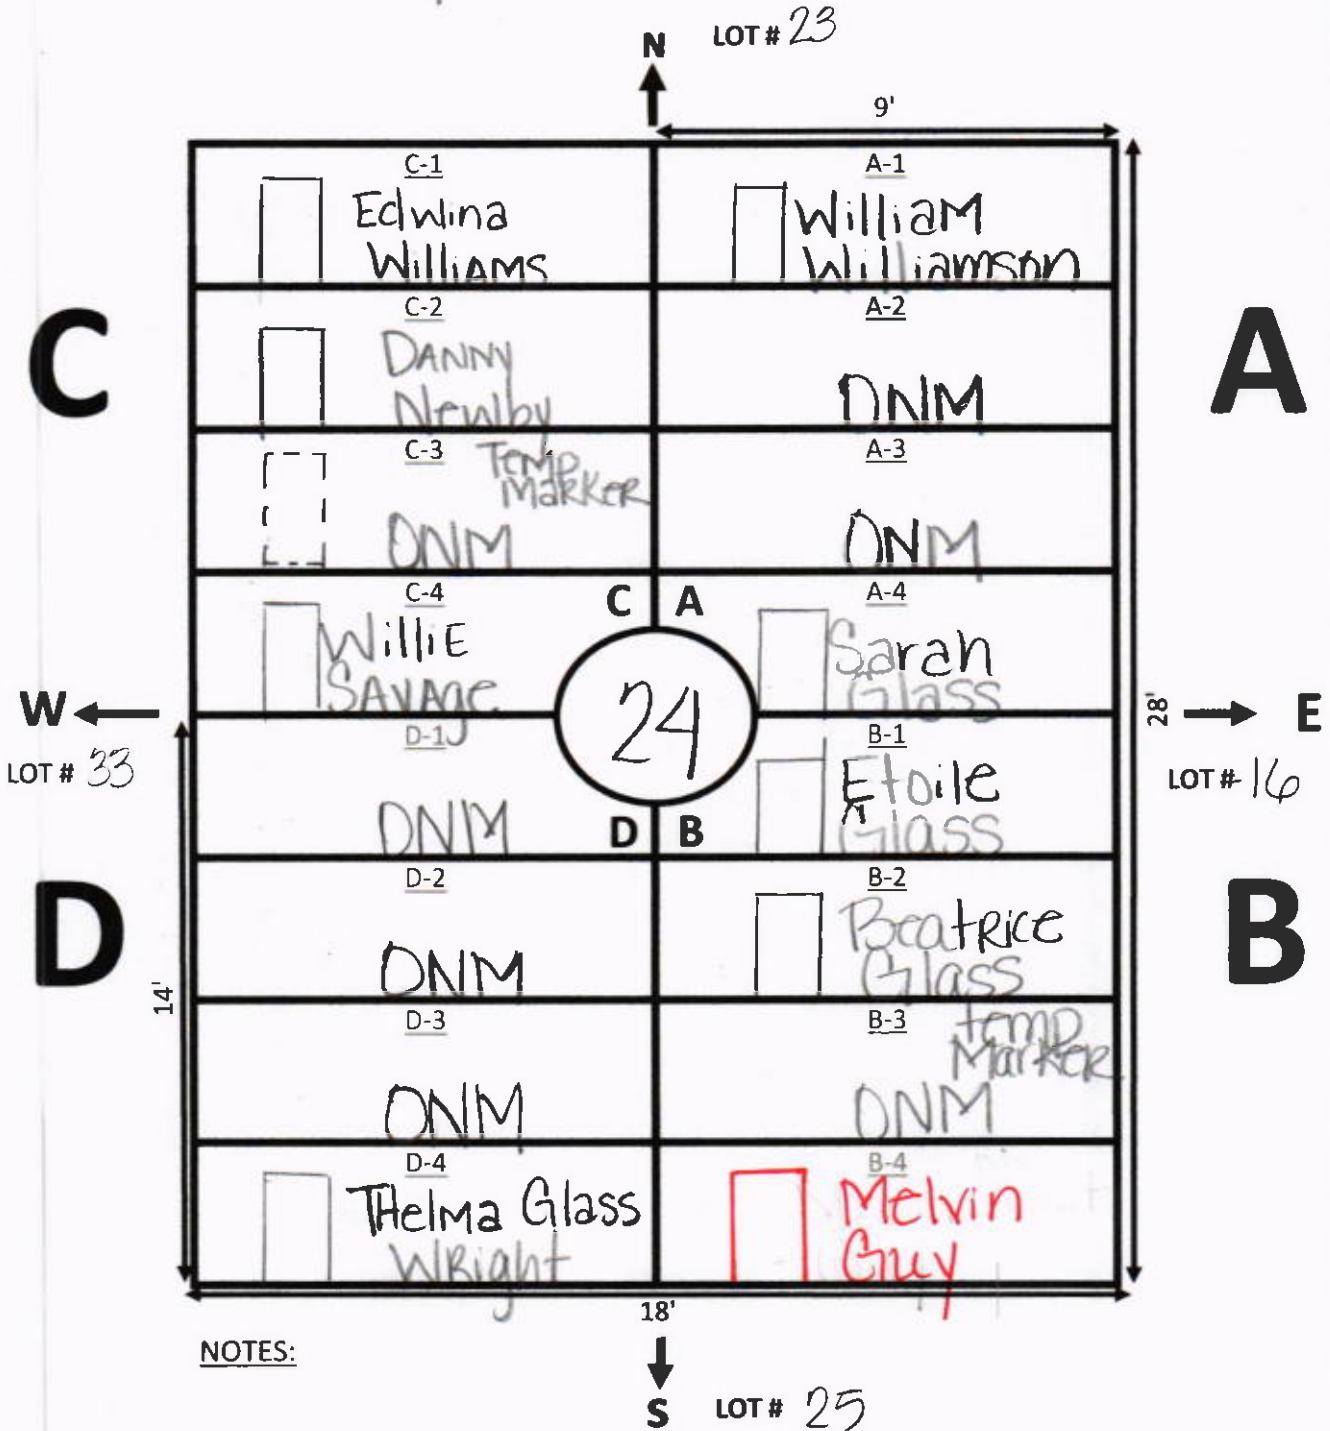 LOT # 23
N
9'
C-1
Edwina
Williams
A-1
William
Williamson
C
A
C-2
Danny
Newlby
A-2
DNM
C-3
Temp
Marker
DNM
A-3
DNM
C-4
Willie
Savage
C A
A-4
Sarah
Glass
24
W
LOT # 33
28'
E
LOT # 16
D-1
DNM
D B
B-1
Etoile
Glass
D
B
14'
D-2
DNM
B-2
Beatrice
Glass
D-3
DNM
B-3
temp
Marker
DNM
D-4
THelma Glass
Wright
B-4
Melvin
Guy
18'
NOTES:
S
LOT # 25